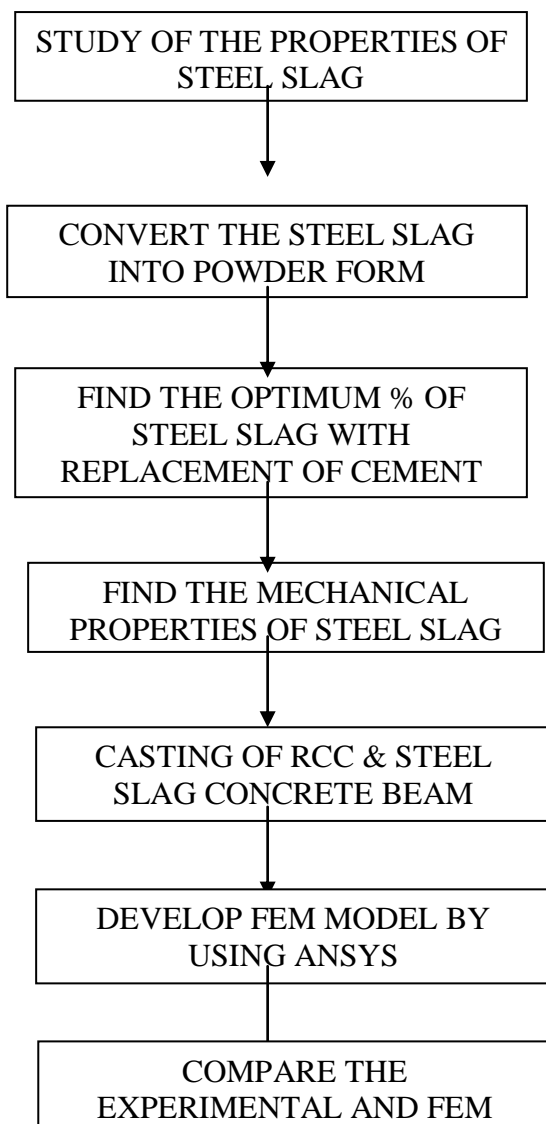 STUDY OF THE PROPERTIES OF
STEEL SLAG
CONVERT THE STEEL SLAG
INTO POWDER FORM
FIND THE OPTIMUM % OF
STEEL SLAG WITH
REPLACEMENT OF CEMENT
FIND THE MECHANICAL
PROPERTIES OF STEEL SLAG
CASTING OF RCC & STEEL
SLAG CONCRETE BEAM
DEVELOP FEM MODEL BY
USING ANSYS
COMPARE THE
EXPERIMENTAL AND FEM